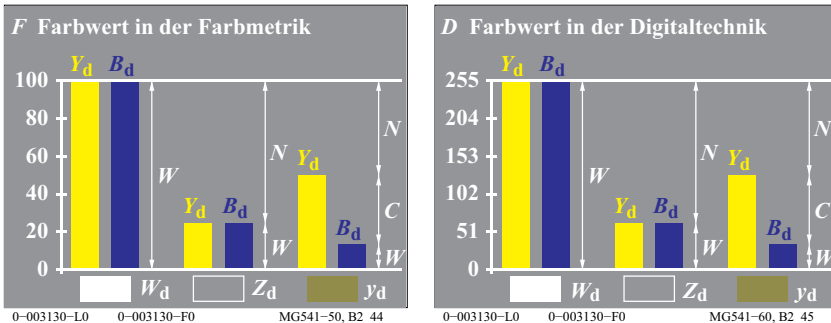 F Farbwert in der Farbmetrik
Yd Bd
100
80
60
40
20
0
W
Yd Bd
N
W
Yd
Bd
N
C
W
Wd Zd yd
0−003130−L0 0−003130−F0 MG541−50, B2 44
D Farbwert in der Digitaltechnik
Yd Bd
255
204
153
102
51
0
W
Yd Bd
N
W
Yd
Bd
N
C
W
Wd Zd yd
0−003130−L0 0−003130−F0 MG541−60, B2 45